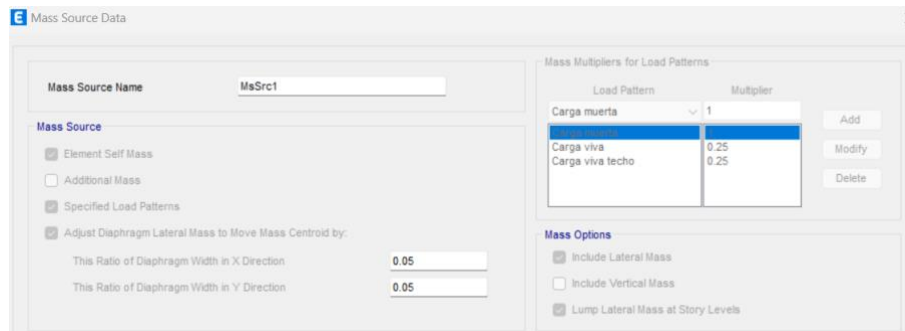 E Mass Source Data
Mass Source Name MsSrc1
Mass Source
Element Self Mass
Additional Mass
Specified Load Patterns
Adjust Diaphragm Lateral Mass to Move Mass Centroid by:
This Ratio of Diaphragm Width in X Direction 0.05
This Ratio of Diaphragm Width in Y Direction 0.05
Mass Multipliers for Load Patterns
Load Pattern Multiplier
Carga muerta 1 Add
Carga muerta 1
Carga viva 0.25 Modify
Carga viva techo 0.25
Delete
Mass Options
Include Lateral Mass
Include Vertical Mass
Lump Lateral Mass at Story Levels